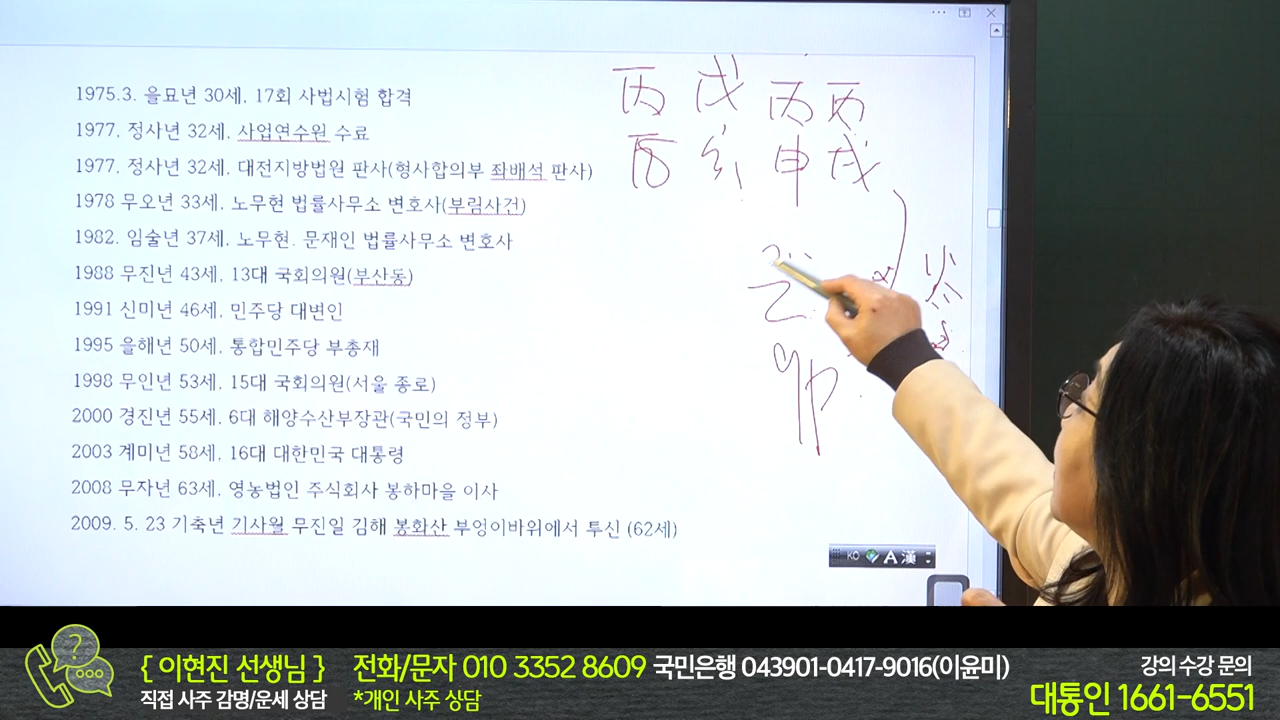 1975.3. 을묘년 30세, 17회 사법시험 합격
1977. 정사년 32세, 사업연수원 수료
1977. 정사년 32세, 대전지방법원 판사(형사합의부 좌배석 판사)
1978 무오년 33세, 노무현 법률사무소 변호사(부림사건)
1982. 임술년 37세, 노무현. 문재인 법률사무소 변호사
1988 무진년 43세, 13대 국회의원(부산동)
1991 신미년 46세, 민주당 대변인
1995 을해년 50세, 통합민주당 부총재
1998 무인년 53세, 15대 국회의원(서울 종로)
2000 경진년 55세, 6대 해양수산부장관(국민의 정부)
2003 계미년 58세, 16대 대한민국 대통령
2008 무자년 63세, 영농법인 주식회사 봉하마을 이사
2009. 5. 23 기축년 기사월 무진일 김해 봉화산 부엉이바위에서 투신 (62세)
丙 戊 丙 丙
申 戌
乙
卯
KO A 漢
{ 이현진 선생님 } 전화/문자 010 3352 8609 국민은행 043901-0417-9016(이윤미)
직접 사주 감명/운세 상담 *개인 사주 상담
강의 수강 문의
대통인 1661-6551